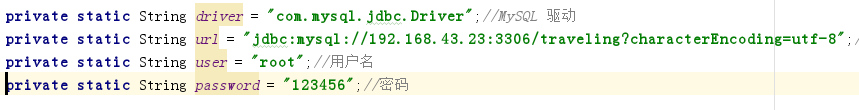 private static String driver = "com.mysql.jdbc.Driver";//MySQL 驱动
private static String url = "jdbc:mysql://192.168.43.23:3306/traveling?characterEncoding=utf-8";/
private static String user = "root";//用户名
private static String password = "123456";//密码